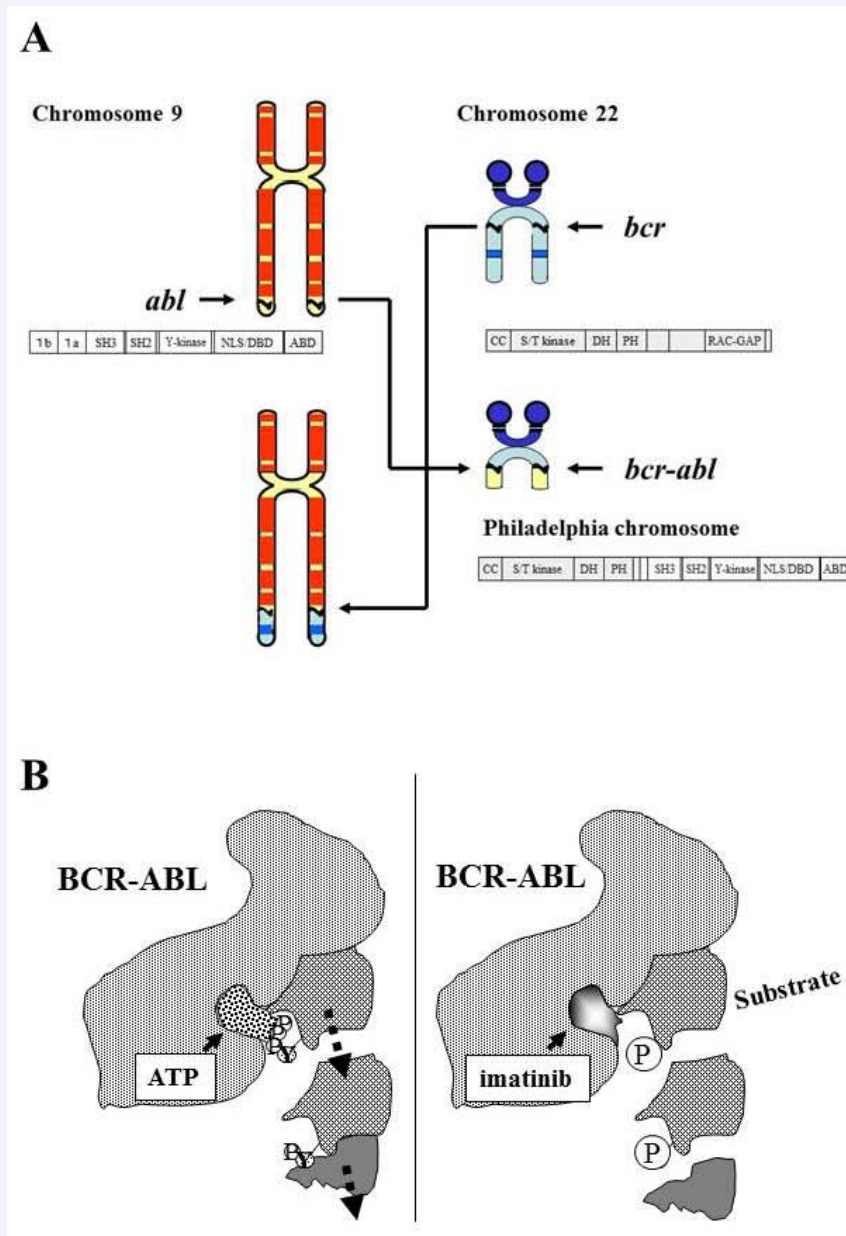 A
Chromosome 9
Chromosome 22
bcr
abl
1b 1a SH3 SH2 Y-kinase NLS/DBD ABD
CC S/T kinase DH PH RAC-GAP
bcr-abl
Philadelphia chromosome
CC S/T kinase DH PH SH3 SH2 Y-kinase NLS/DBD ABD
B
BCR-ABL
BCR-ABL
Substrate
P
P
P
Y
P
ATP
imatinib
P
Y
P